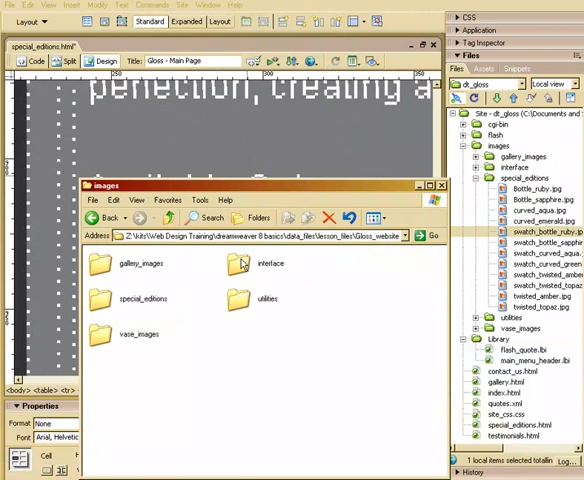 File Edit View Insert Modify Text Commands Site Window Help
Layout
Standard Expanded Layout
special_editions.html*
Code Split Design Title: Gloss - Main Page
250 300 350
perfection, creating a
images
File Edit View Favorites Tools Help
Back Search Folders
Address Z:\kits\Web Design Training\dreamweaver 8 basics\data_files\lesson_files\Gloss_website Go
gallery_images interface
special_editions utilities
vase_images
<body> <table> <tr>
Properties
Format None
Font Arial, Helvetic
Cell
CSS
Application
Tag Inspector
Files
Files Assets Snippets
dt_gloss Local view
Site - dt_gloss (C:\Documents and
cgi-bin
flash
images
gallery_images
interface
special_editions
Bottle_ruby.jpg
curved_aqua.jpg
curved_emerald.jpg
swatch_bottle_ruby.jp
swatch_bottle_sapphir
swatch_curved_aqua.
swatch_curved_green
swatch_twisted_amber
swatch_twisted_topaz
twisted_amber.jpg
twisted_topaz.jpg
utilities
vase_images
Library
flash_quote.lbi
main_menu_header.lbi
contact_us.html
gallery.html
index.html
quotes.xml
site_css.css
special_editions.html
testimonials.html
1 local items selected totallin Log...
History